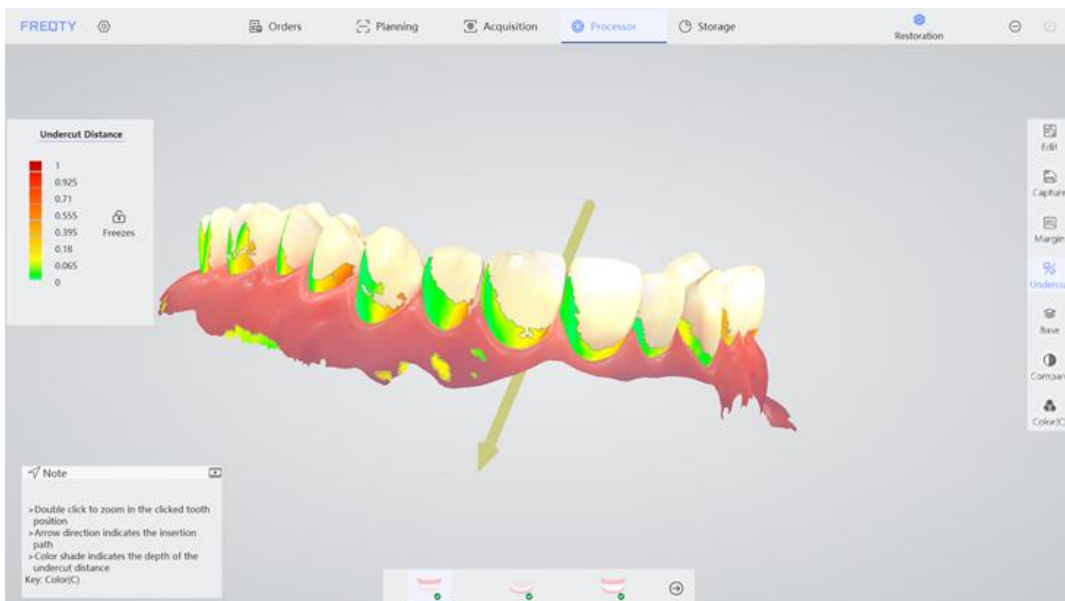 FREQTY
Orders
Planning
Acquisition
Processor
Storage
Restoration
Undercut Distance
1
0.925
0.71
0.555
0.395
0.18
0.065
0
Freezes
Edit
Capture
Margin
Undercu
Base
Compar
Color(C
Note
>Double click to zoom in the clicked tooth
position
>Arrow direction indicates the insertion
path
>Color shade indicates the depth of the
undercut distance
Key: Color(C)